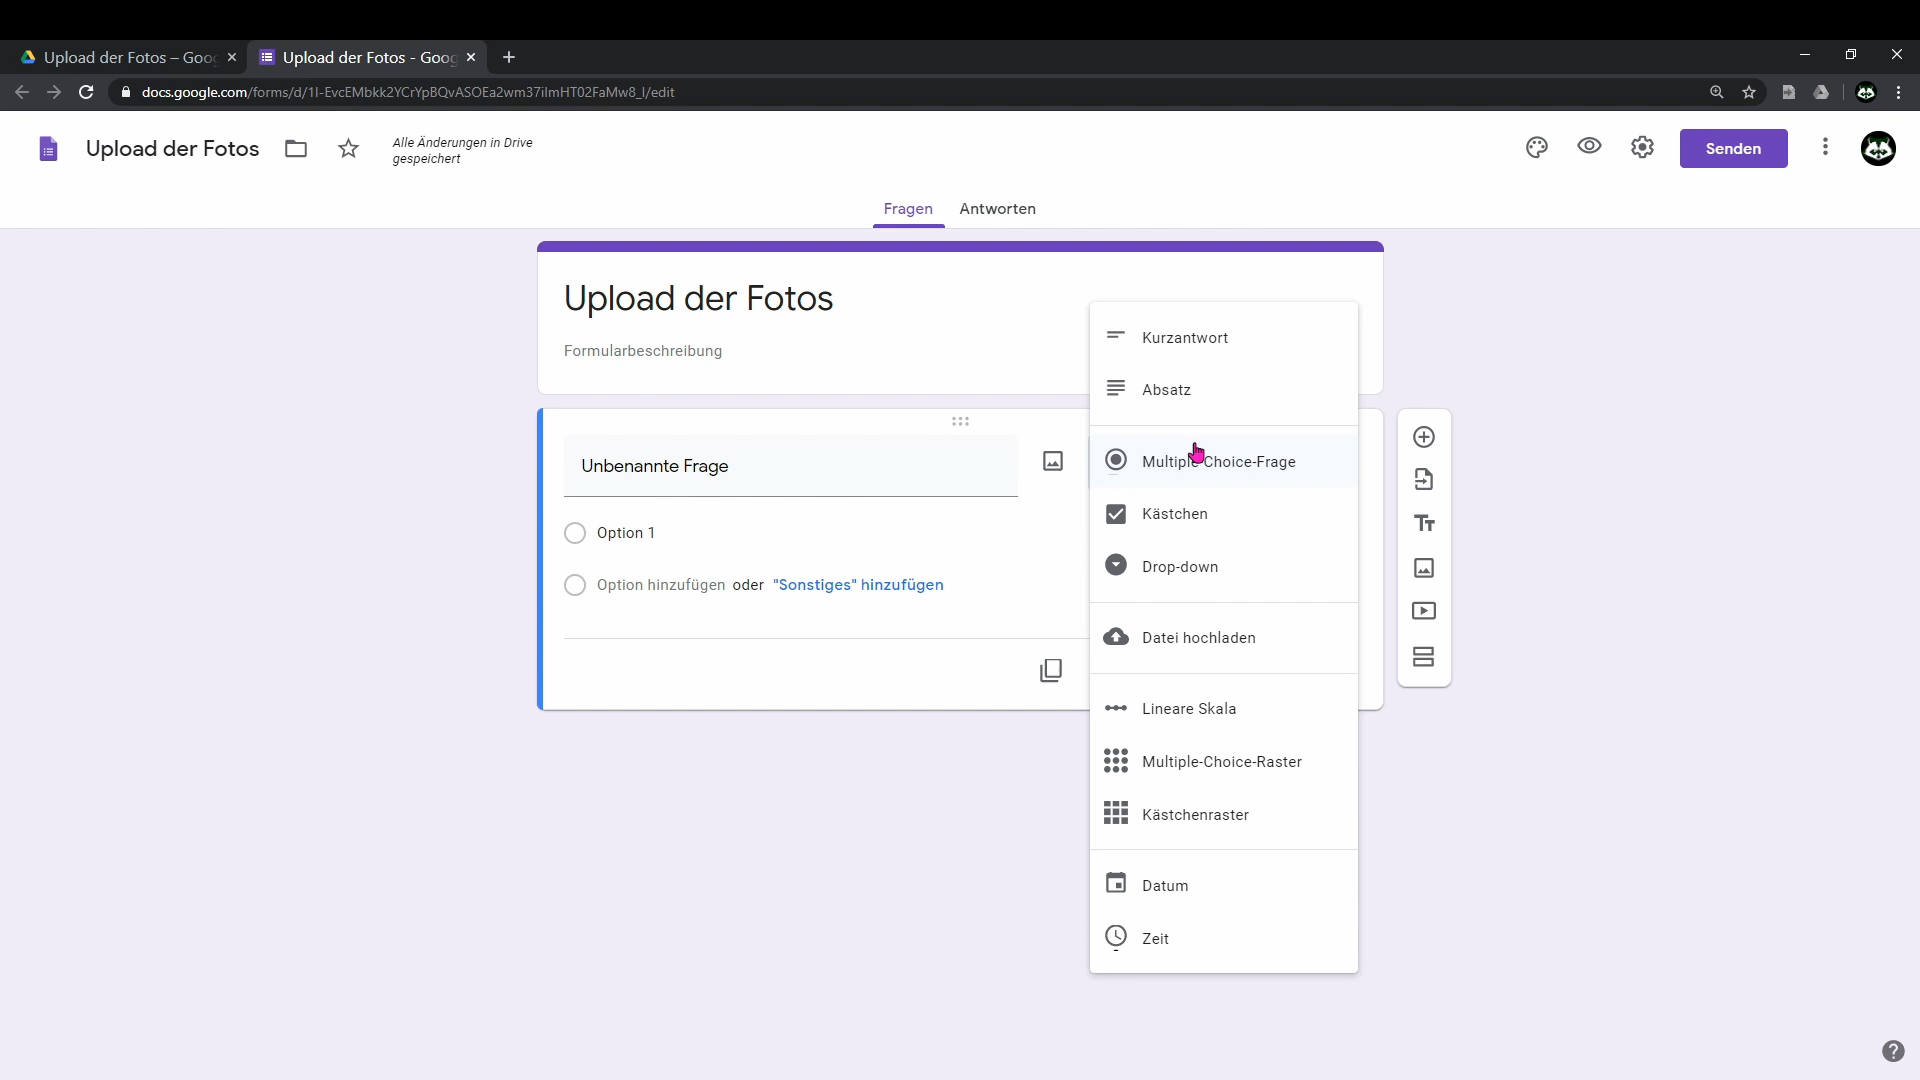 Upload der Fotos – Goog
Upload der Fotos - Goog
docs.google.com/forms/d/1I-EvcEMbkk2YCrYpBQvASOEa2wm37ilmHT02FaMw8_I/edit
Upload der Fotos
Alle Änderungen in Drive
gespeichert
Senden
Fragen
Antworten
Upload der Fotos
Formularbeschreibung
Unbenannte Frage
Option 1
Option hinzufügen oder "Sonstiges" hinzufügen
Kurzantwort
Absatz
Multiple-Choice-Frage
Kästchen
Drop-down
Datei hochladen
Lineare Skala
Multiple-Choice-Raster
Kästchenraster
Datum
Zeit